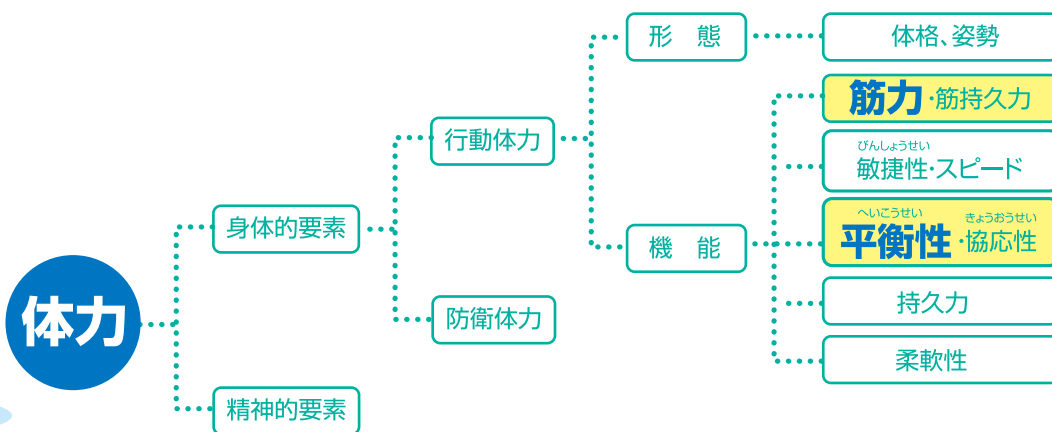 体力
身体的要素
精神的要素
行動体力
防衛体力
形　態
機　能
体格、姿勢
筋力・筋持久力
びんしょうせい
敏捷性・スピード
へいこうせい　きょうおうせい
平衡性・協応性
持久力
柔軟性